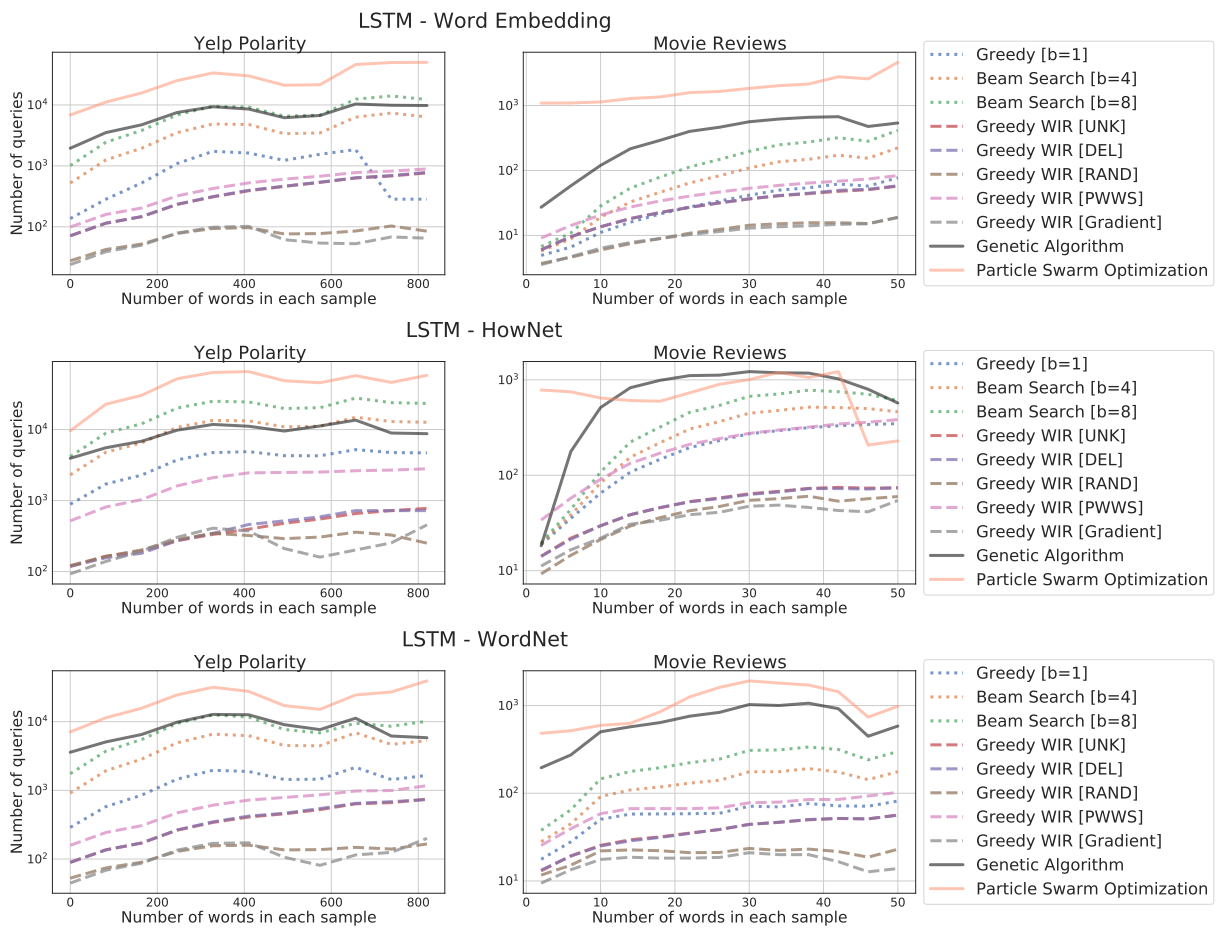 LSTM - Word Embedding
Yelp Polarity
Movie Reviews
Number of queries
10^4
10^3
10^2
0 200 400 600 800
Number of words in each sample
10^3
10^2
10^1
0 10 20 30 40 50
Number of words in each sample
Greedy [b=1]
Beam Search [b=4]
Beam Search [b=8]
Greedy WIR [UNK]
Greedy WIR [DEL]
Greedy WIR [RAND]
Greedy WIR [PWWS]
Greedy WIR [Gradient]
Genetic Algorithm
Particle Swarm Optimization
LSTM - HowNet
Yelp Polarity
Movie Reviews
Number of queries
10^4
10^3
10^2
0 200 400 600 800
Number of words in each sample
10^3
10^2
10^1
0 10 20 30 40 50
Number of words in each sample
Greedy [b=1]
Beam Search [b=4]
Beam Search [b=8]
Greedy WIR [UNK]
Greedy WIR [DEL]
Greedy WIR [RAND]
Greedy WIR [PWWS]
Greedy WIR [Gradient]
Genetic Algorithm
Particle Swarm Optimization
LSTM - WordNet
Yelp Polarity
Movie Reviews
Number of queries
10^4
10^3
10^2
0 200 400 600 800
Number of words in each sample
10^3
10^2
10^1
0 10 20 30 40 50
Number of words in each sample
Greedy [b=1]
Beam Search [b=4]
Beam Search [b=8]
Greedy WIR [UNK]
Greedy WIR [DEL]
Greedy WIR [RAND]
Greedy WIR [PWWS]
Greedy WIR [Gradient]
Genetic Algorithm
Particle Swarm Optimization